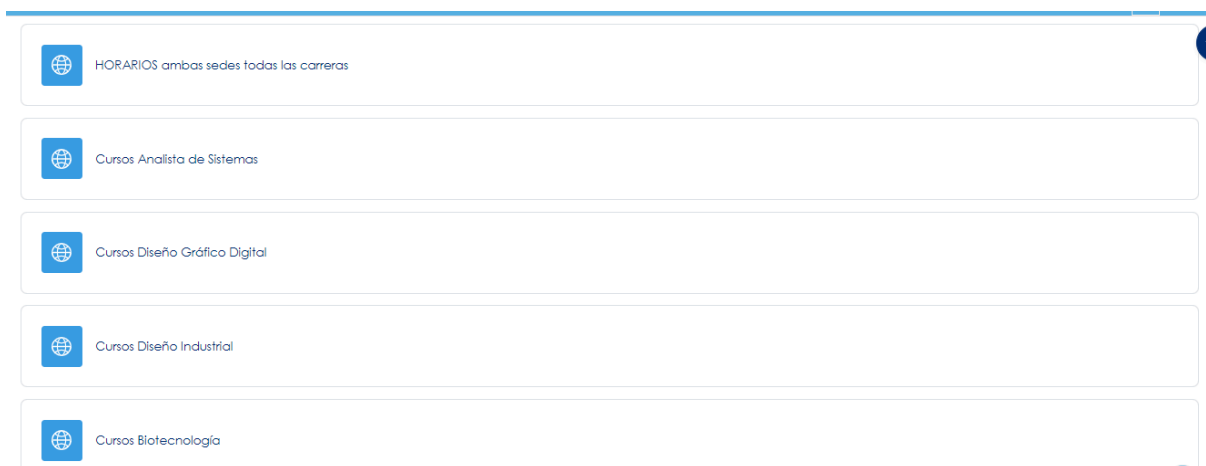 HORARIOS ambas sedes todas las carreras
Cursos Analista de Sistemas
Cursos Diseño Gráfico Digital
Cursos Diseño Industrial
Cursos Biotecnología